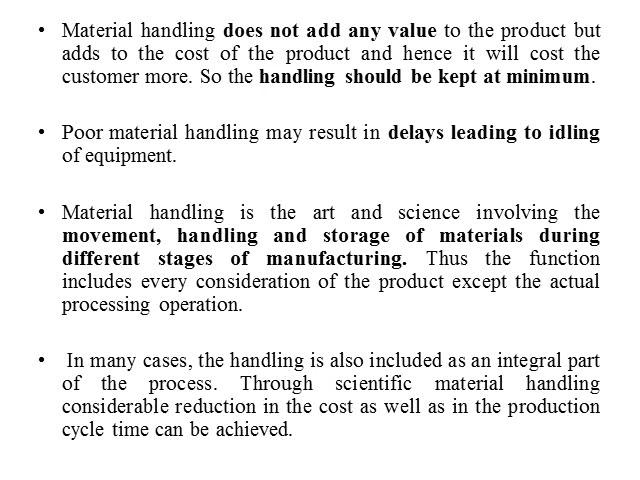 • Material handling does not add any value to the product but
adds to the cost of the product and hence it will cost the
customer more. So the handling should be kept at minimum.
• Poor material handling may result in delays leading to idling
of equipment.
• Material handling is the art and science involving the
movement, handling and storage of materials during
different stages of manufacturing. Thus the function
includes every consideration of the product except the actual
processing operation.
• In many cases, the handling is also included as an integral part
of the process. Through scientific material handling
considerable reduction in the cost as well as in the production
cycle time can be achieved.